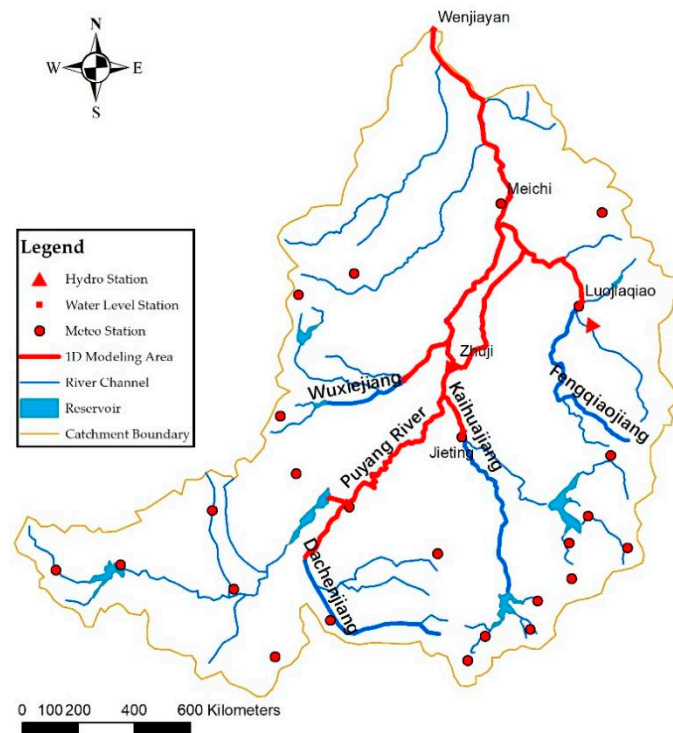 Wenjiayan
N
W E
S
Meichi
Legend
Hydro Station
Water Level Station
Meteo Station
1D Modeling Area
River Channel
Reservoir
Catchment Boundary
Luojiaqiao
Zhuji
Wuxiejiang
Kaihuajiang
Fengqiaojiang
Puyang River
Jieting
Dachenjiang
0 100 200 400 600 Kilometers